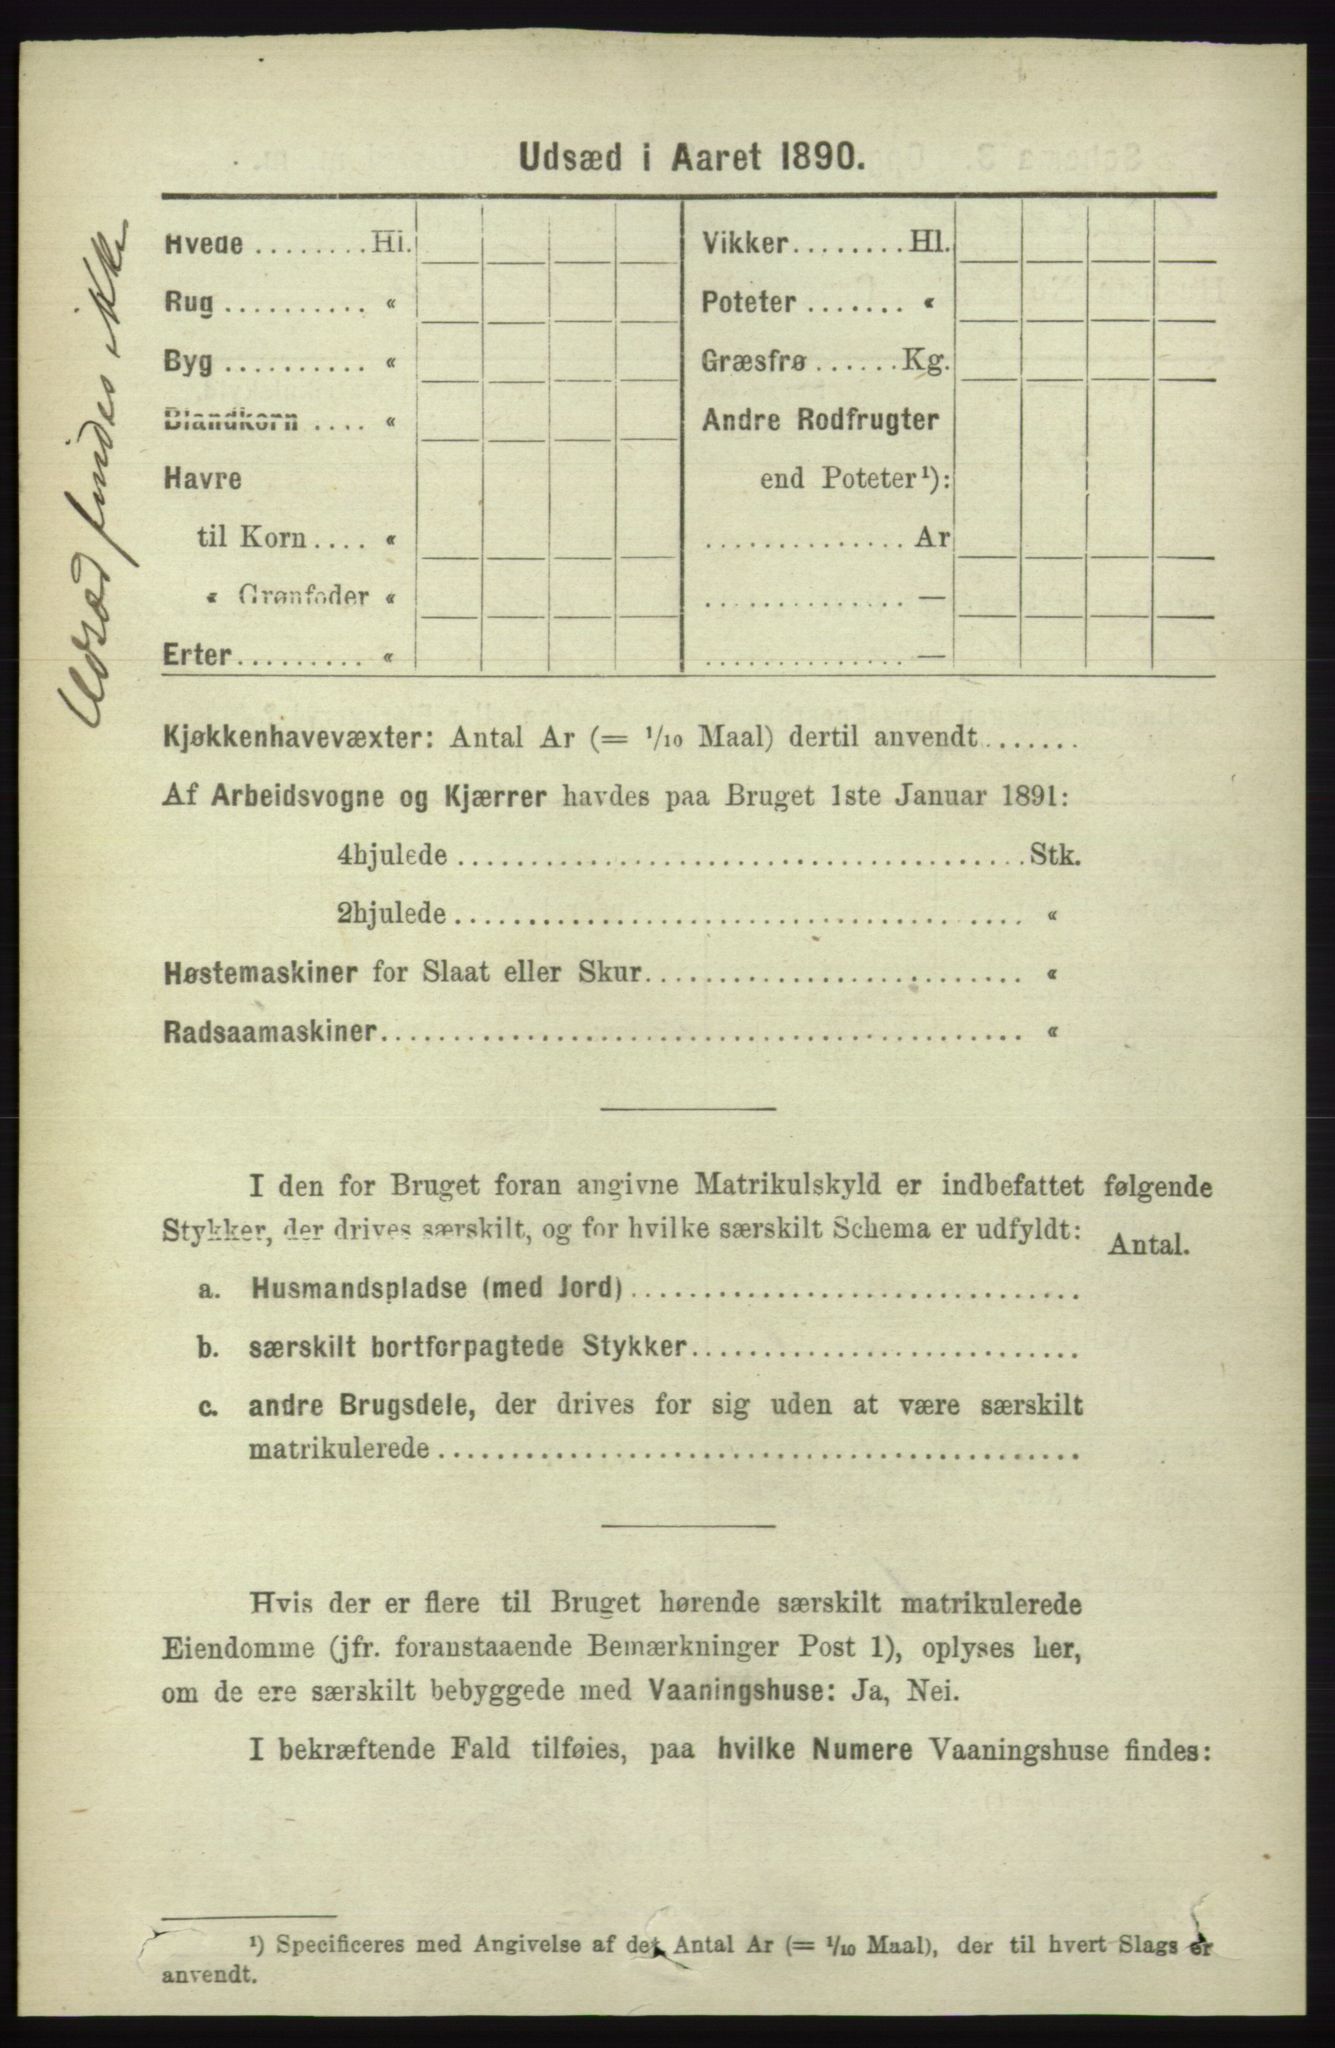 Udsæd i Aaret 1890.
Udsæd findes ikke
Hvede ........ Hl.
Rug .......... "
Byg .......... "
Blandkorn .... "
Havre
til Korn .... "
" Grønfoder "
Erter ......... "
Vikker ........ Hl.
Poteter ....... "
Græsfrø ...... Kg.
Andre Rodfrugter
end Poteter¹):
.............. Ar
.............. —
.............. —
Kjøkkenhavevæxter: Antal Ar (= 1/10 Maal) dertil anvendt .......
Af Arbeidsvogne og Kjærrer havdes paa Bruget 1ste Januar 1891:
4hjulede ....................................... Stk.
2hjulede ....................................... "
Høstemaskiner for Slaat eller Skur .......................... "
Radsaamaskiner ............................................ "
I den for Bruget foran angivne Matrikulskyld er indbefattet følgende
Stykker, der drives særskilt, og for hvilke særskilt Schema er udfyldt: Antal.
a. Husmandspladse (med Jord) ...............................
b. særskilt bortforpagtede Stykker ...........................
c. andre Brugsdele, der drives for sig uden at være særskilt
matrikulerede ............................................
Hvis der er flere til Bruget hørende særskilt matrikulerede
Eiendomme (jfr. foranstaaende Bemærkninger Post 1), oplyses her,
om de ere særskilt bebyggede med Vaaningshuse: Ja, Nei.
I bekræftende Fald tilføies, paa hvilke Numere Vaaningshuse findes:
¹) Specificeres med Angivelse af det Antal Ar (= 1/10 Maal), der til hvert Slags er
anvendt.